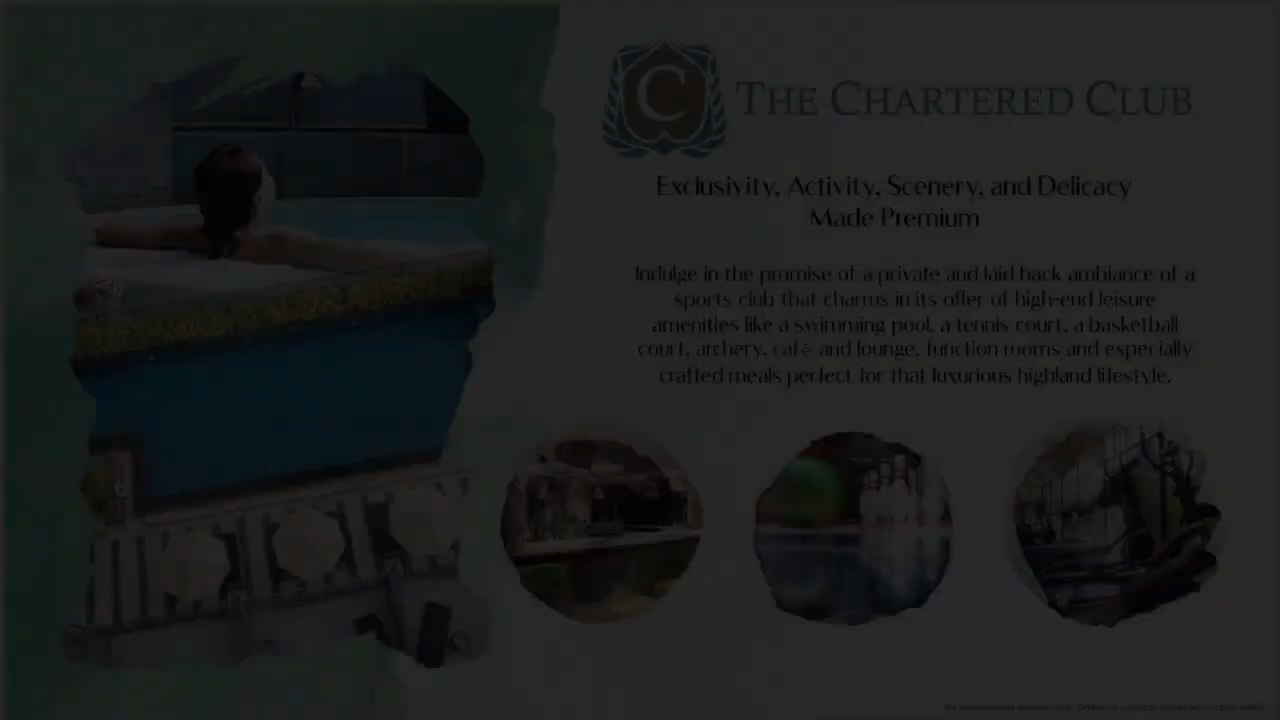 C
THE CHARTERED CLUB
Exclusivity, Activity, Scenery, and Delicacy
Made Premium
Indulge in the promise of a private and laid back ambiance of a
sports club that charms in its offer of high-end leisure
amenities like a swimming pool, a tennis court, a basketball
court, archery, café and lounge, function rooms and especially
crafted meals perfect for that luxurious highland lifestyle.